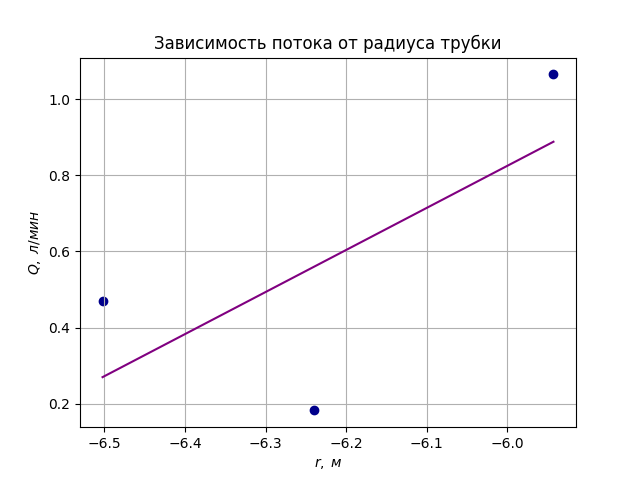 Зависимость потока от радиуса трубки
1.0
0.8
0.6
0.4
0.2
Q, л/мин
−6.5 −6.4 −6.3 −6.2 −6.1 −6.0
r, м